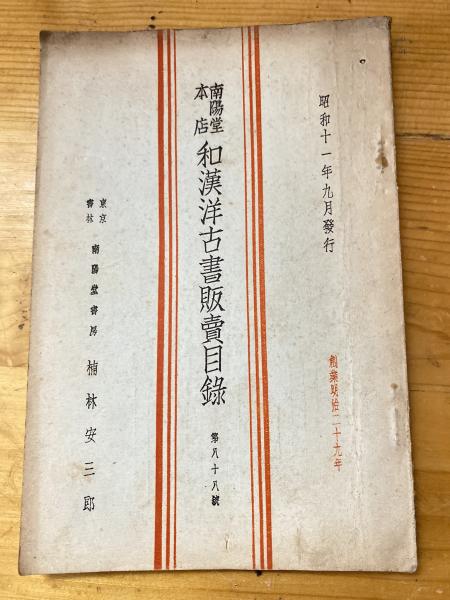 昭和十一年九月發行
創業明治二十九年
南陽堂本店
和漢洋古書販賣目錄
第八十八號
東京書林
南陽堂書房
楠林安三郎